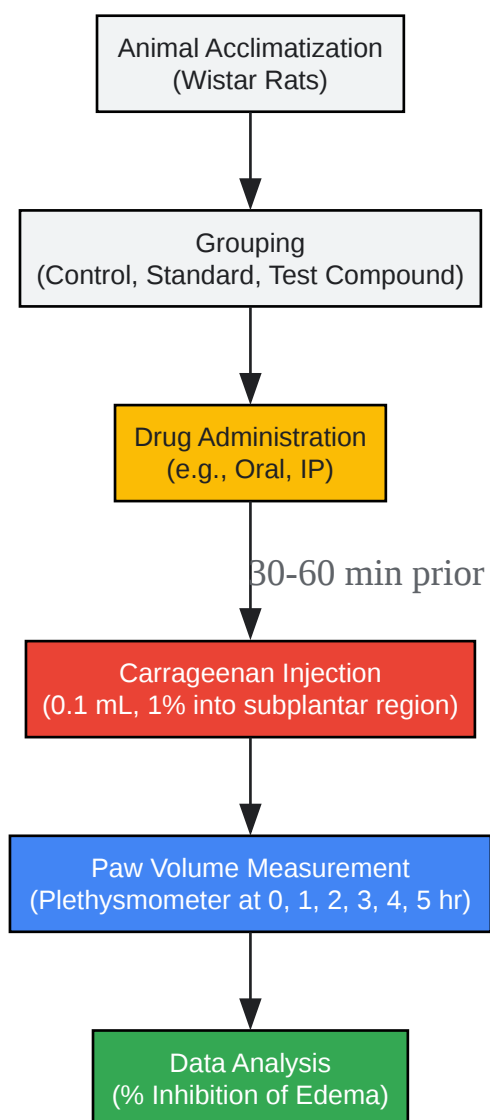 Animal Acclimatization
(Wistar Rats)
Grouping
(Control, Standard, Test Compound)
Drug Administration
(e.g., Oral, IP)
30-60 min prior
Carrageenan Injection
(0.1 mL, 1% into subplantar region)
Paw Volume Measurement
(Plethysmometer at 0, 1, 2, 3, 4, 5 hr)
Data Analysis
(% Inhibition of Edema)